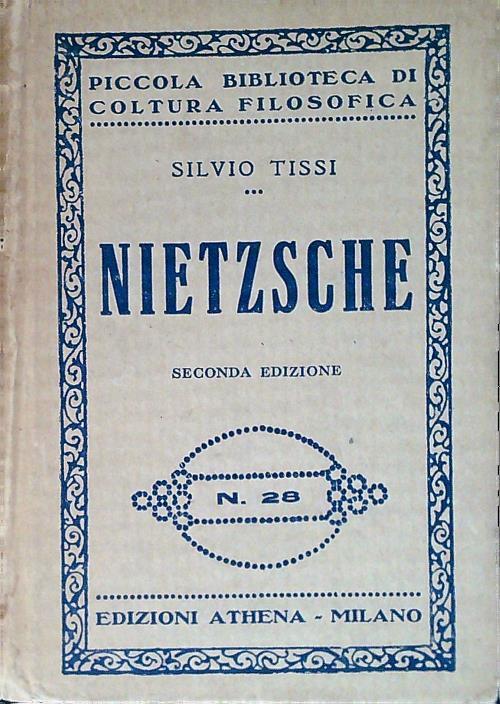 PICCOLA BIBLIOTECA DI
COLTURA FILOSOFICA
SILVIO TISSI
NIETZSCHE
SECONDA EDIZIONE
N. 28
EDIZIONI ATHENA - MILANO